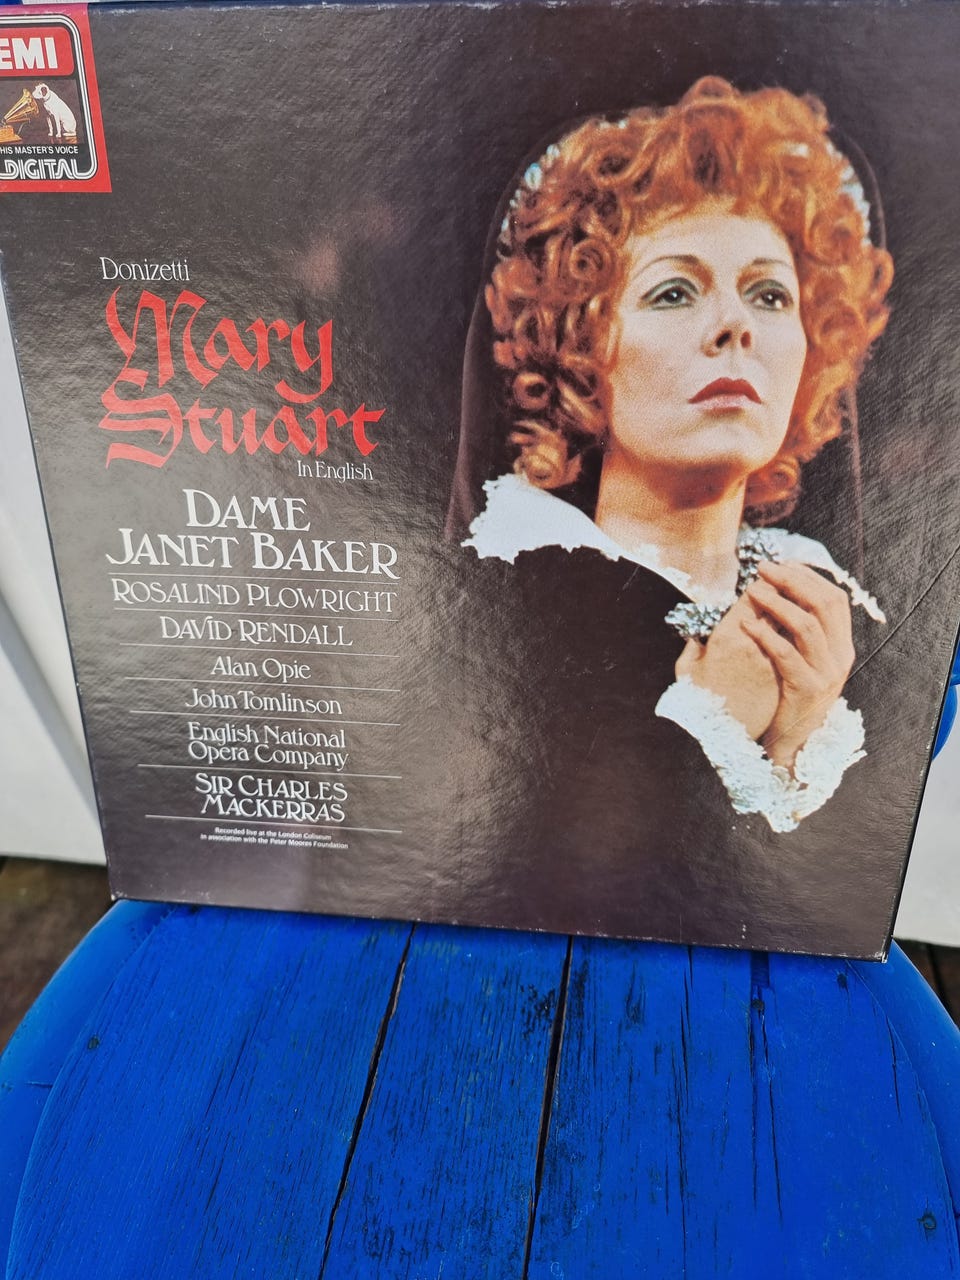 EMI
HIS MASTER'S VOICE
DIGITAL
Donizetti
Mary
Stuart
In English
DAME
JANET BAKER
ROSALIND PLOWRIGHT
DAVID RENDALL
Alan Opie
John Tomlinson
English National
Opera Company
SIR CHARLES
MACKERRAS
Recorded live at the London Coliseum
in association with the Peter Moores Foundation